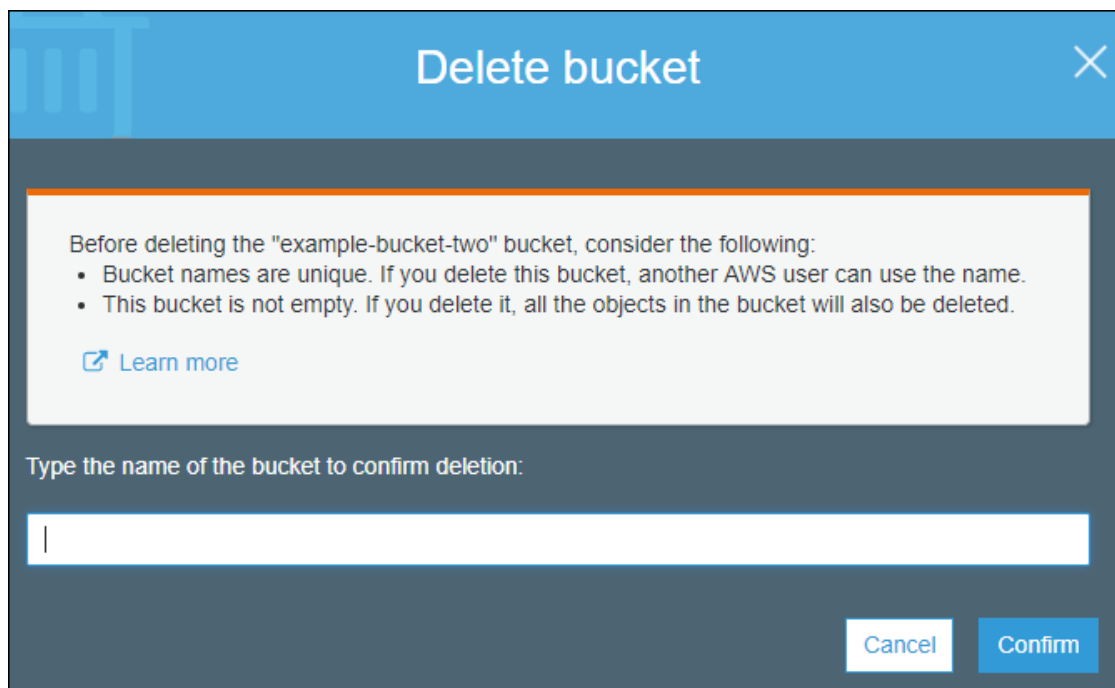 Delete bucket
Before deleting the "example-bucket-two" bucket, consider the following:
• Bucket names are unique. If you delete this bucket, another AWS user can use the name.
• This bucket is not empty. If you delete it, all the objects in the bucket will also be deleted.
Learn more
Type the name of the bucket to confirm deletion:
Cancel Confirm